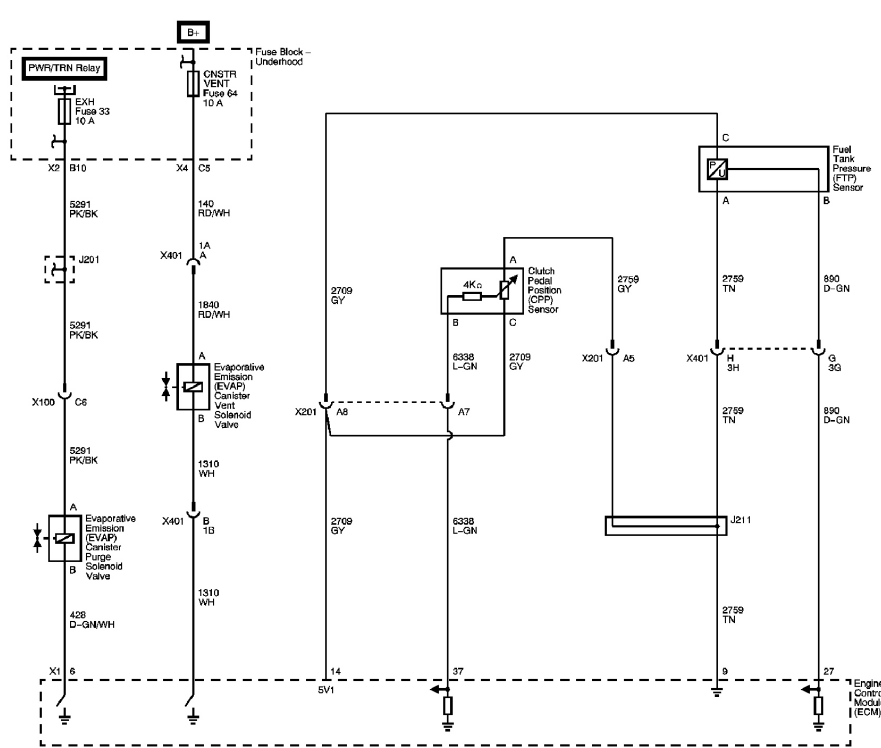 B+
Fuse Block –
Underhood
PWR/TRN Relay
CNSTR
VENT
Fuse 64
10 A
EXH
Fuse 33
10 A
X2
B10
X4
C5
C
Fuel
Tank
Pressure
(FTP)
Sensor
P
U
A
B
5291
PK/BK
140
RD/WH
J201
X401
1A
A
A
Clutch
Pedal
Position
(CPP)
Sensor
4KΩ
B
C
2709
GY
2759
GY
2759
TN
890
D-GN
5291
PK/BK
1840
RD/WH
6338
L-GN
2709
GY
X201
A5
X401
H
3H
G
3G
A
Evaporative
Emission
(EVAP)
Canister
Vent
Solenoid
Valve
B
X100
C6
X201
A8
A7
2759
TN
890
D-GN
5291
PK/BK
1310
WH
X401
B
1B
A
Evaporative
Emission
(EVAP)
Canister
Purge
Solenoid
Valve
B
2709
GY
6338
L-GN
J211
1310
WH
428
D-GN/WH
2759
TN
X1
6
14
37
9
27
5V1
Engine
Contro
Modul
(ECM)